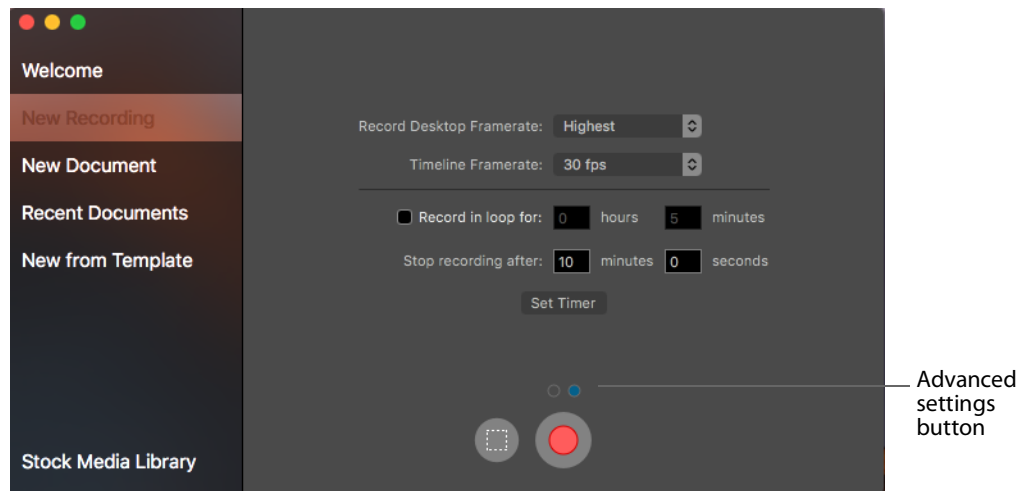 Welcome
New Recording
New Document
Recent Documents
New from Template
Stock Media Library
Record Desktop Framerate: Highest
Timeline Framerate: 30 fps
Record in loop for: 0 hours 5 minutes
Stop recording after: 10 minutes 0 seconds
Set Timer
Advanced
settings
button